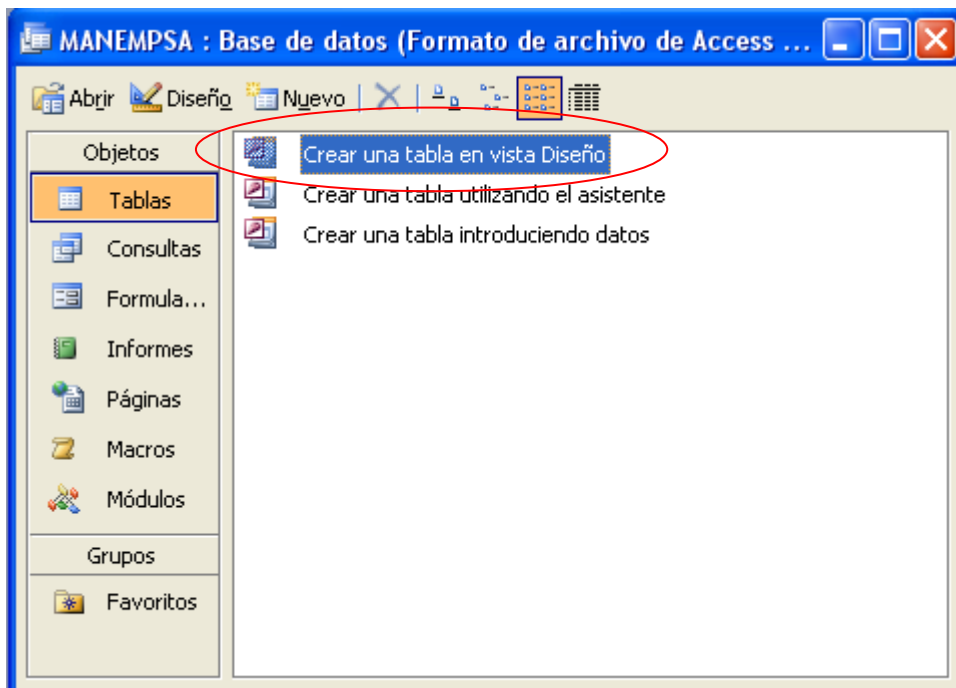 MANEMPSA : Base de datos (Formato de archivo de Access ...
Abrir Diseño Nuevo
Objetos
Tablas
Consultas
Formula...
Informes
Páginas
Macros
Módulos
Grupos
Favoritos
Crear una tabla en vista Diseño
Crear una tabla utilizando el asistente
Crear una tabla introduciendo datos